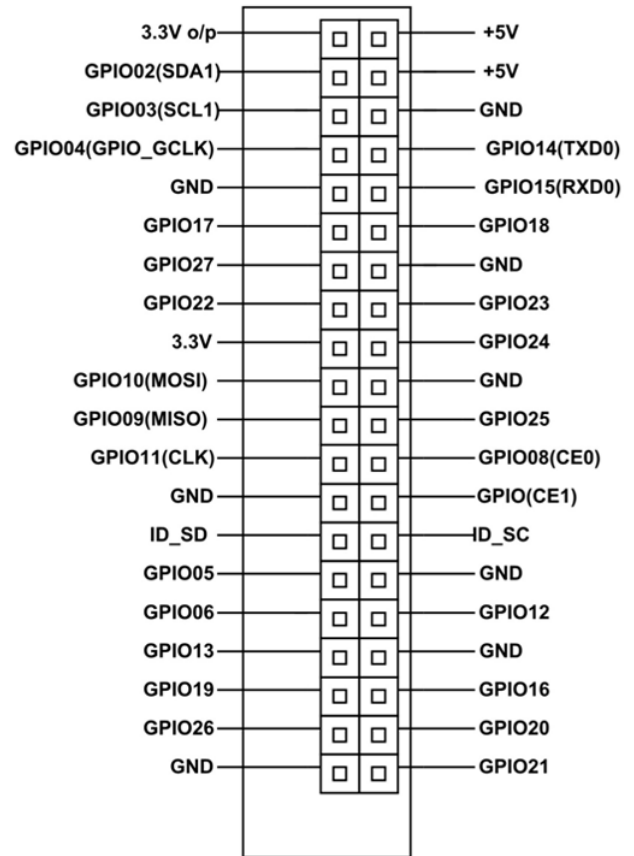 3.3V o/p +5V
GPIO02(SDA1) +5V
GPIO03(SCL1) GND
GPIO04(GPIO_GCLK) GPIO14(TXD0)
GND GPIO15(RXD0)
GPIO17 GPIO18
GPIO27 GND
GPIO22 GPIO23
3.3V GPIO24
GPIO10(MOSI) GND
GPIO09(MISO) GPIO25
GPIO11(CLK) GPIO08(CE0)
GND GPIO(CE1)
ID_SD ID_SC
GPIO05 GND
GPIO06 GPIO12
GPIO13 GND
GPIO19 GPIO16
GPIO26 GPIO20
GND GPIO21